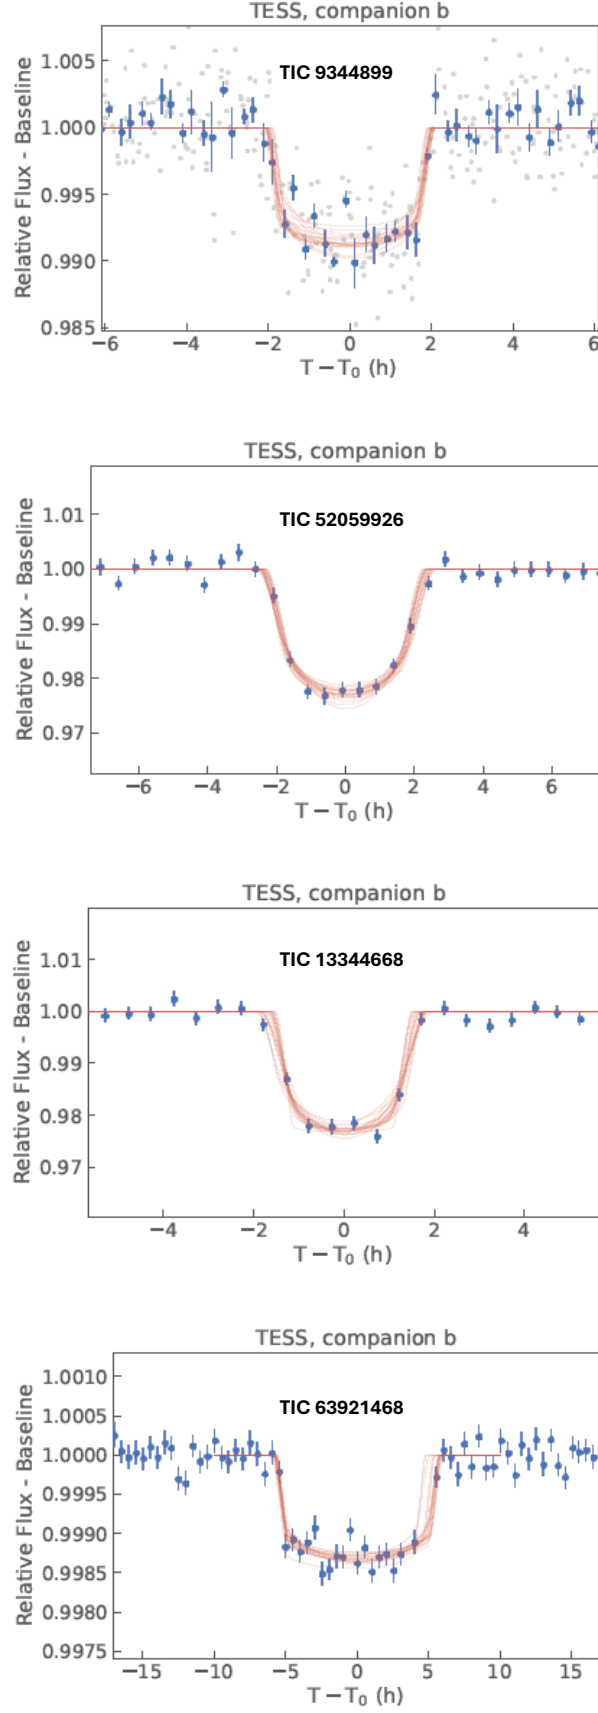 TESS, companion b
TIC 9344899
Relative Flux - Baseline
1.005
1.000
0.995
0.990
0.985
−6 −4 −2 0 2 4 6
T − T₀ (h)
TESS, companion b
TIC 52059926
Relative Flux - Baseline
1.01
1.00
0.99
0.98
0.97
−6 −4 −2 0 2 4 6
T − T₀ (h)
TESS, companion b
TIC 13344668
Relative Flux - Baseline
1.01
1.00
0.99
0.98
0.97
−4 −2 0 2 4
T − T₀ (h)
TESS, companion b
TIC 63921468
Relative Flux - Baseline
1.0010
1.0005
1.0000
0.9995
0.9990
0.9985
0.9980
0.9975
−15 −10 −5 0 5 10 15
T − T₀ (h)